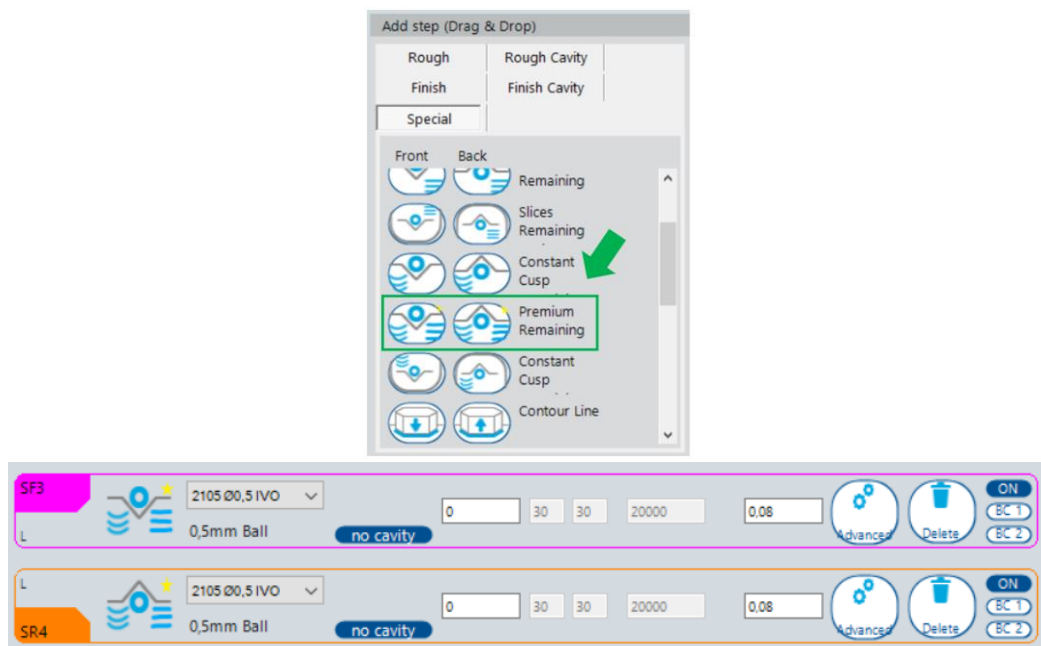 Add step (Drag & Drop)
Rough Rough Cavity
Finish Finish Cavity
Special
Front Back
Remaining
Slices
Remaining
Constant
Cusp
Premium
Remaining
Constant
Cusp
Contour Line
SF3
L
2105 Ø0,5 IVO
0,5mm Ball
no cavity
0 30 30 20000 0,08
Advanced
Delete
ON
BC 1
BC 2
L
SR4
2105 Ø0,5 IVO
0,5mm Ball
no cavity
0 30 30 20000 0,08
Advanced
Delete
ON
BC 1
BC 2